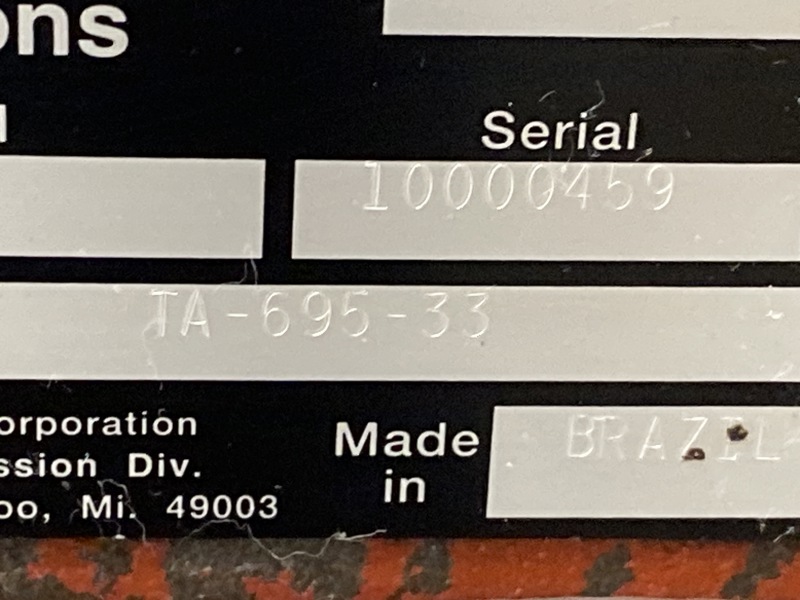 ons
Serial
10000459
TA-695-33
orporation
ssion Div.
oo, Mi. 49003
Made
in
BRAZIL